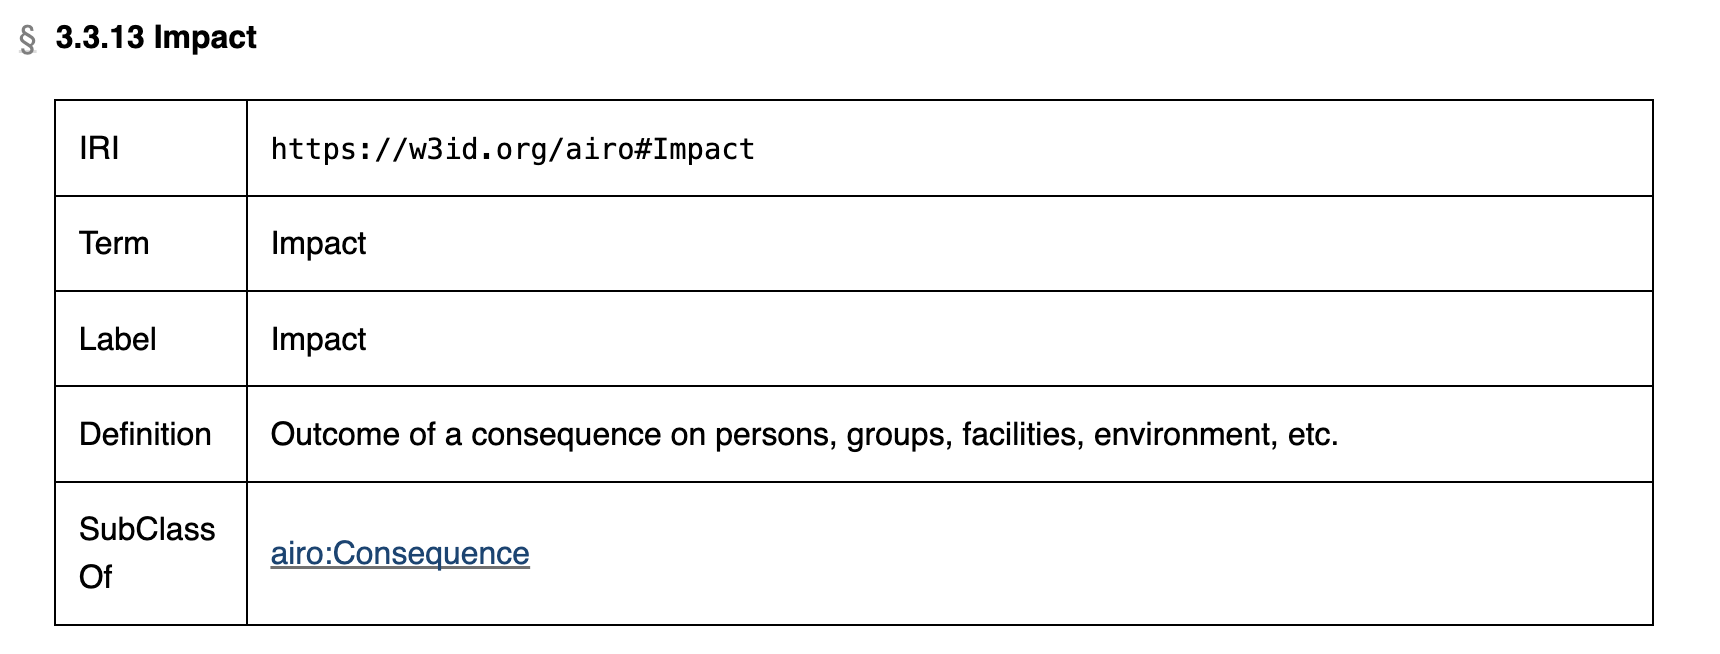 § 3.3.13 Impact
IRI https://w3id.org/airo#Impact
Term Impact
Label Impact
Definition Outcome of a consequence on persons, groups, facilities, environment, etc.
SubClass
Of
airo:Consequence